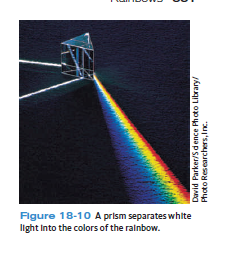 David Parker/Science Photo Library/
Photo Researchers, Inc.
Figure 18-10 A prism separates white
light into the colors of the rainbow.